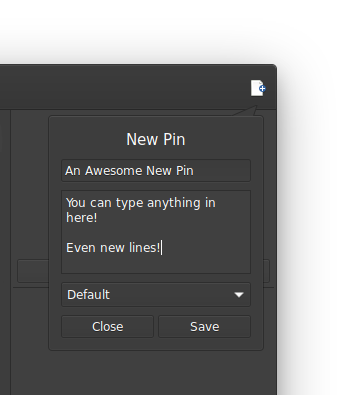 New Pin
An Awesome New Pin
You can type anything in
here!
Even new lines!
Default
Close
Save